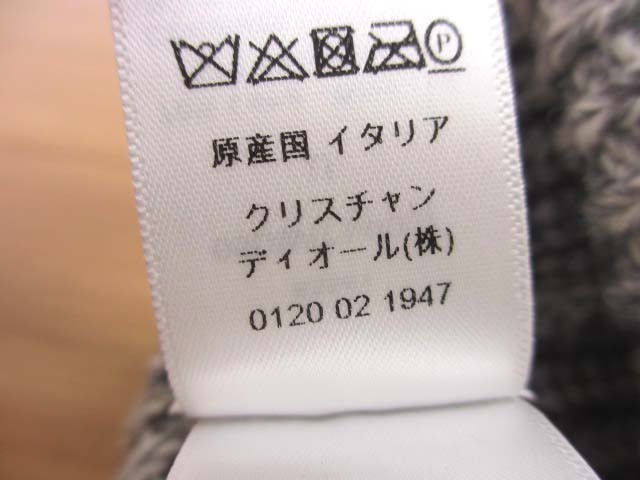 P
原産国 イタリア
クリスチャン
ディオール(株)
0120 02 1947